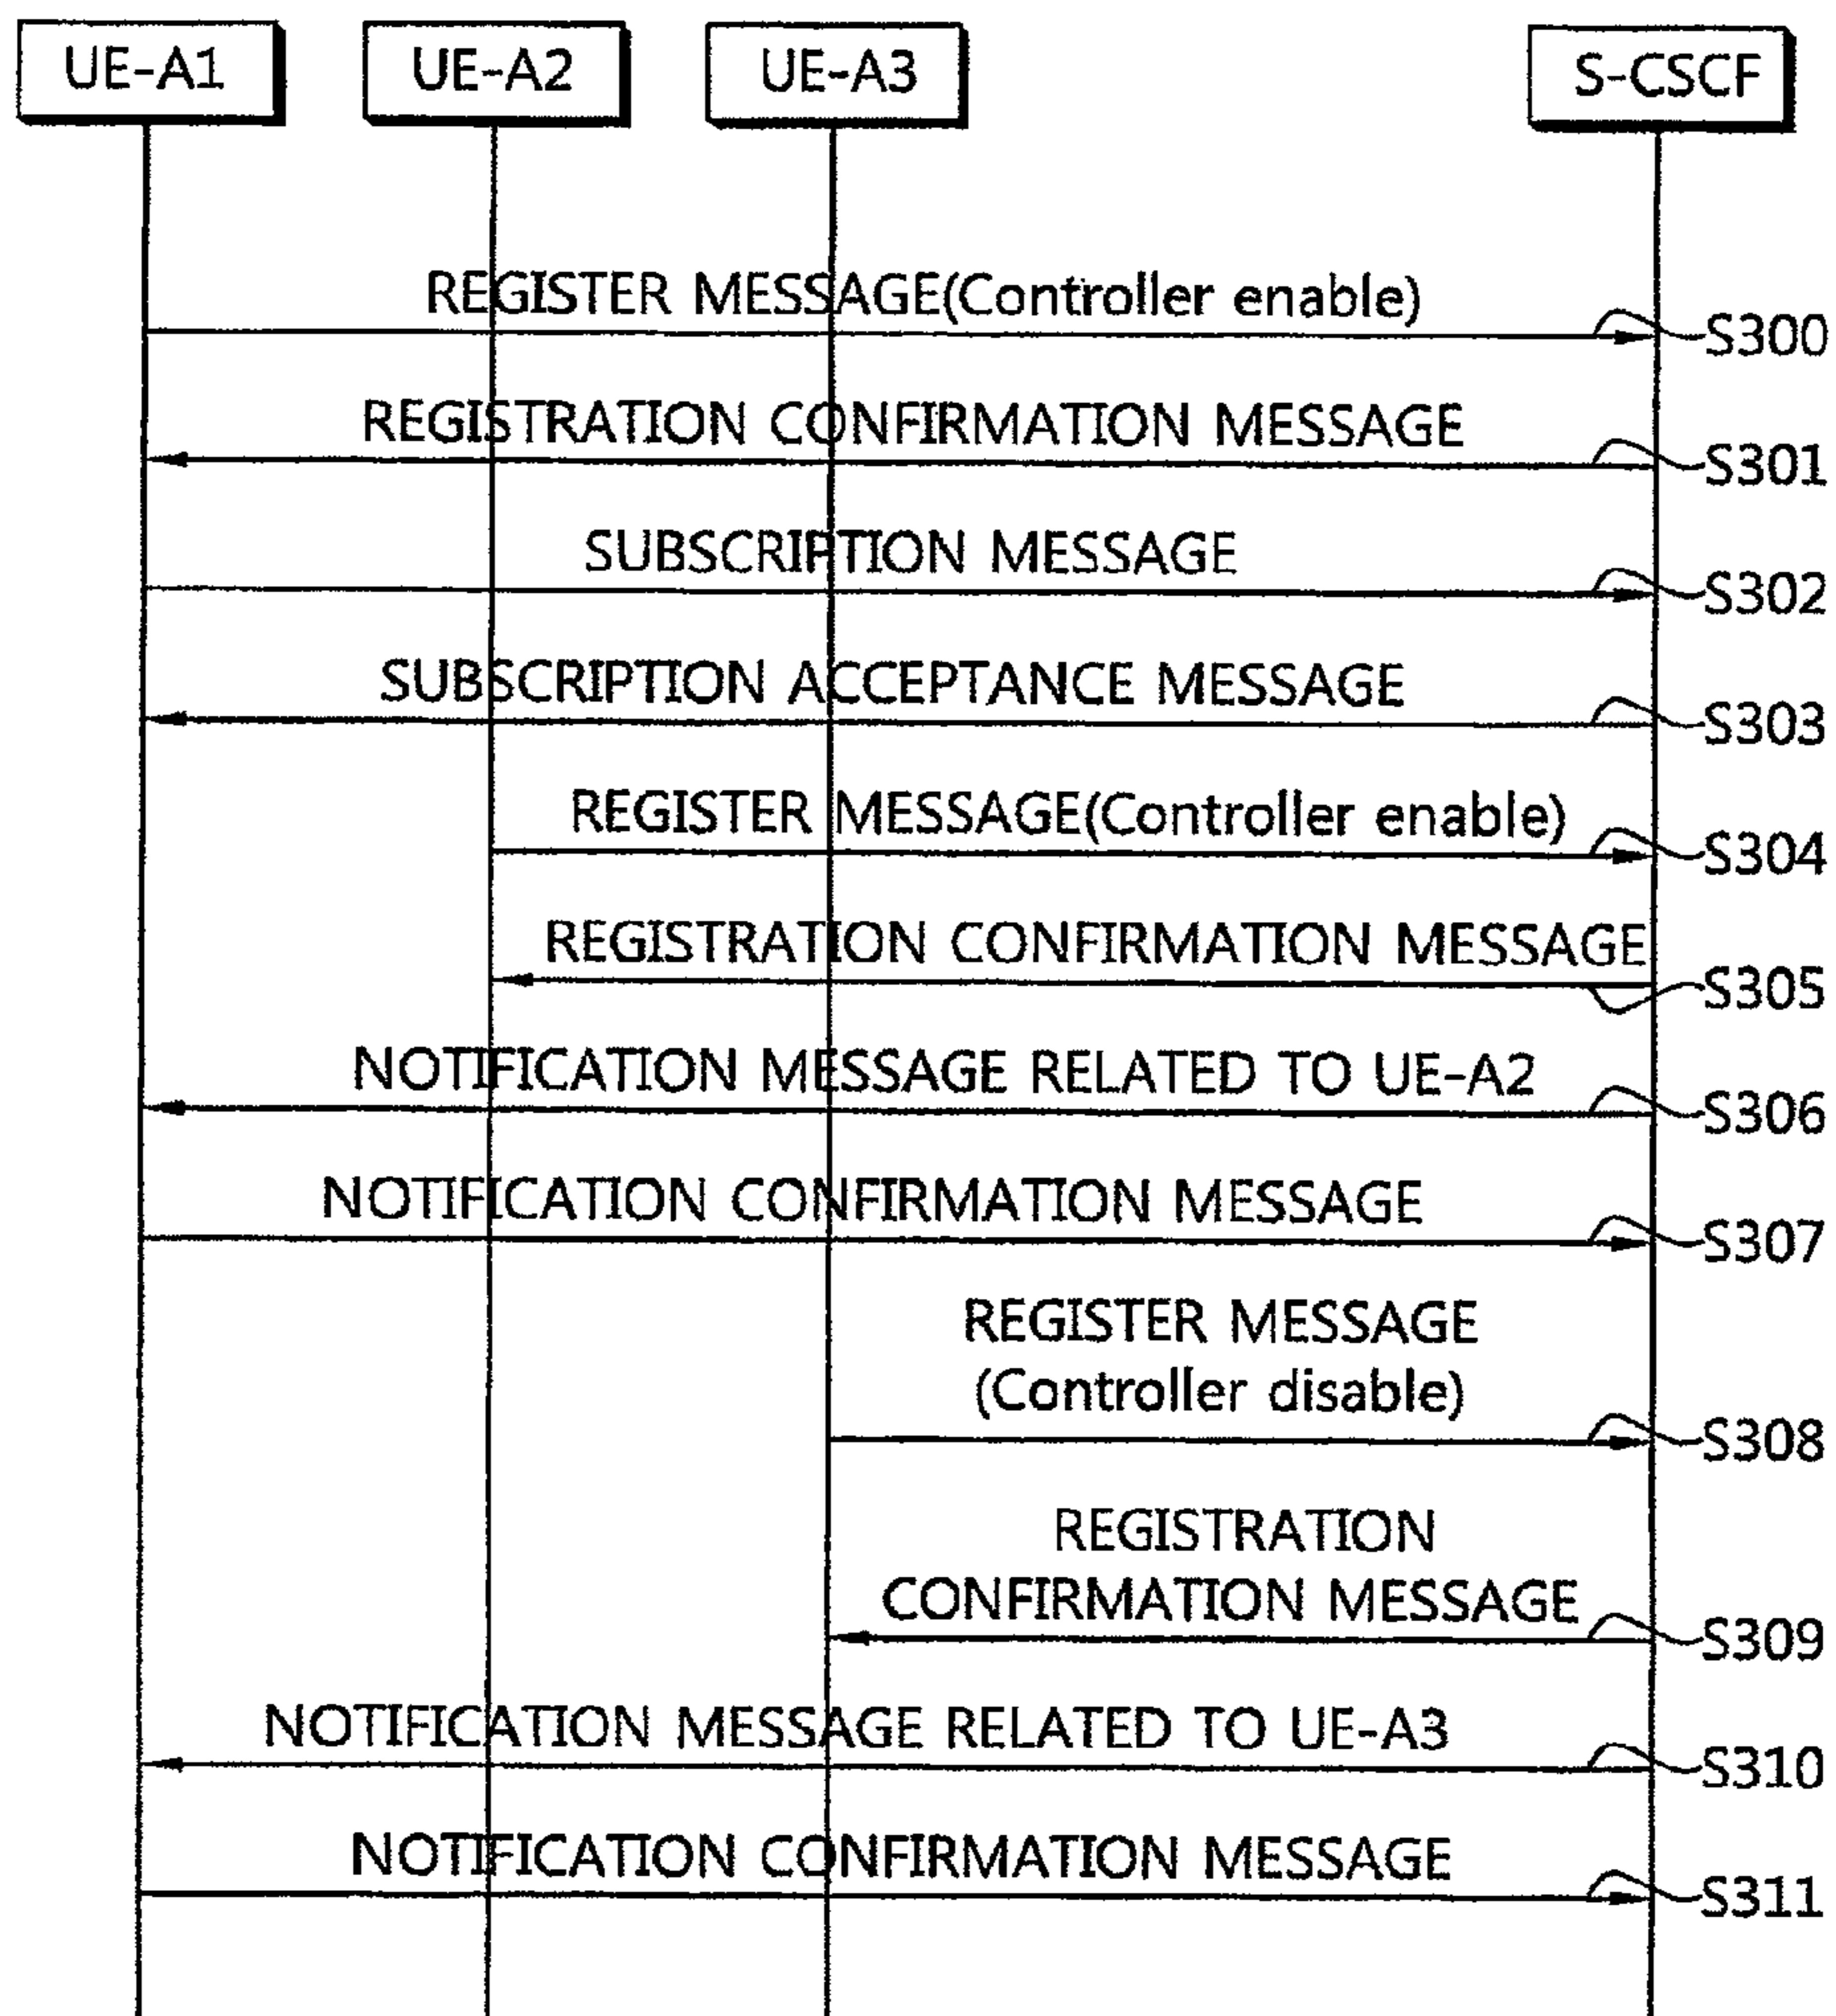 UE-A1
UE-A2
UE-A3
S-CSCF
REGISTER MESSAGE(Controller enable)
S300
REGISTRATION CONFIRMATION MESSAGE
S301
SUBSCRIPTION MESSAGE
S302
SUBSCRIPTION ACCEPTANCE MESSAGE
S303
REGISTER MESSAGE(Controller enable)
S304
REGISTRATION CONFIRMATION MESSAGE
S305
NOTIFICATION MESSAGE RELATED TO UE-A2
S306
NOTIFICATION CONFIRMATION MESSAGE
S307
REGISTER MESSAGE
(Controller disable)
S308
REGISTRATION
CONFIRMATION MESSAGE
S309
NOTIFICATION MESSAGE RELATED TO UE-A3
S310
NOTIFICATION CONFIRMATION MESSAGE
S311